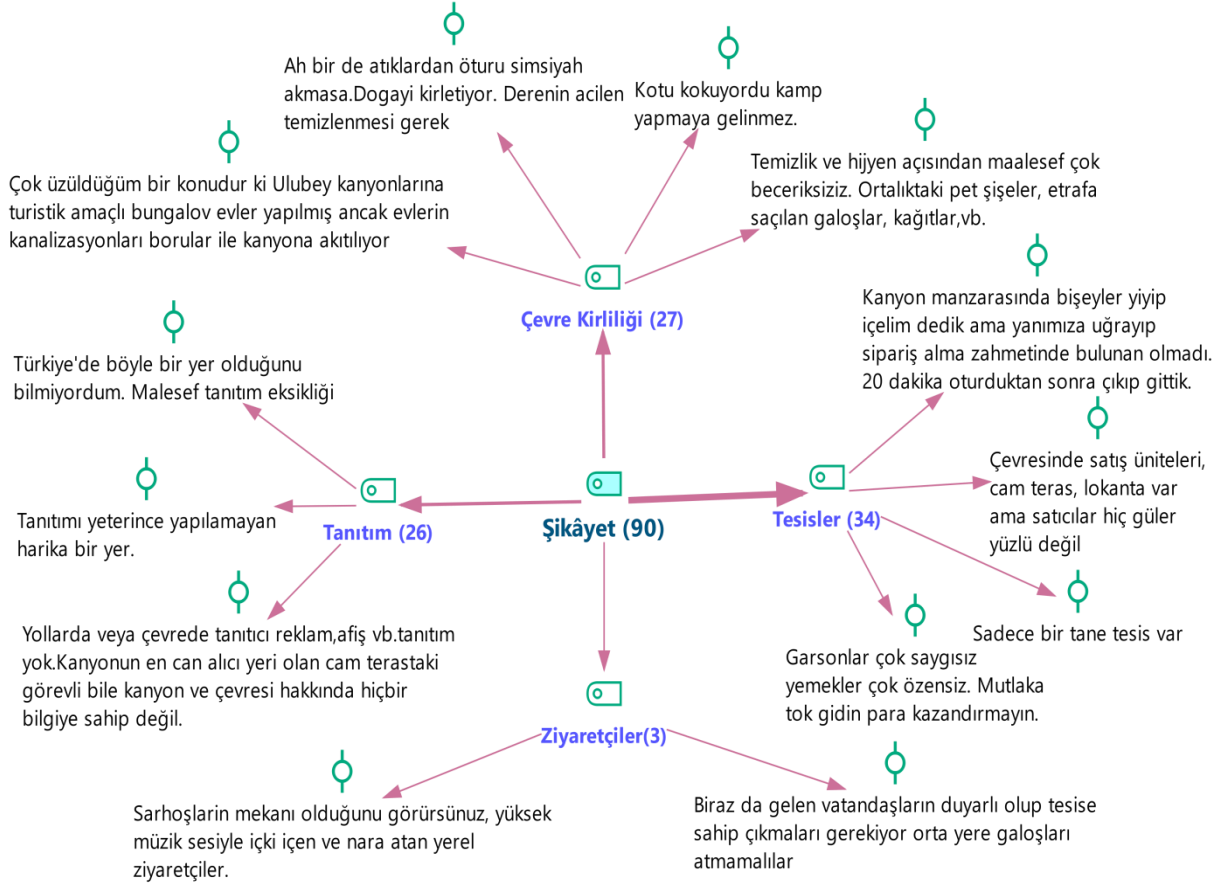 Ah bir de atıklardan öturu simsiyah
akmasa.Dogayi kirletiyor. Derenin acilen
temizlenmesi gerek
Kotu kokuyordu kamp
yapmaya gelinmez.
Temizlik ve hijyen açısından maalesef çok
beceriksiziz. Ortalıktaki pet şişeler, etrafa
saçılan galoşlar, kağıtlar,vb.
Çok üzüldüğüm bir konudur ki Ulubey kanyonlarına
turistik amaçlı bungalov evler yapılmış ancak evlerin
kanalizasyonları borular ile kanyona akıtılıyor
Çevre Kirliliği (27)
Kanyon manzarasında bişeyler yiyip
içelim dedik ama yanımıza uğrayıp
sipariş alma zahmetinde bulunan olmadı.
20 dakika oturduktan sonra çıkıp gittik.
Türkiye'de böyle bir yer olduğunu
bilmiyordum. Malesef tanıtım eksikliği
Çevresinde satış üniteleri,
cam teras, lokanta var
ama satıcılar hiç güler
yüzlü değil
Tanıtımı yeterince yapılamayan
harika bir yer.
Tanıtım (26)
Şikâyet (90)
Tesisler (34)
Yollarda veya çevrede tanıtıcı reklam,afiş vb.tanıtım
yok.Kanyonun en can alıcı yeri olan cam terastaki
görevli bile kanyon ve çevresi hakkında hiçbir
bilgiye sahip değil.
Sadece bir tane tesis var
Garsonlar çok saygısız
yemekler çok özensiz. Mutlaka
tok gidin para kazandırmayın.
Ziyaretçiler(3)
Sarhoşlarin mekanı olduğunu görürsünüz, yüksek
müzik sesiyle içki içen ve nara atan yerel
ziyaretçiler.
Biraz da gelen vatandaşların duyarlı olup tesise
sahip çıkmaları gerekiyor orta yere galoşları
atmamalılar